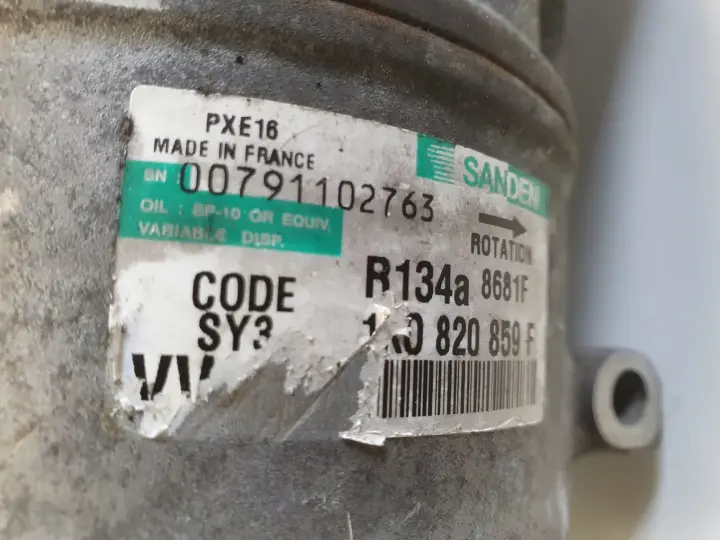 PXE16
MADE IN FRANCE
SANDEN
SN 00791102763
OIL : SP-10 OR EQUIV.
VARIABLE DISP.
ROTATION
CODE
SY3
R134a 8681F
1K0 820 859 F